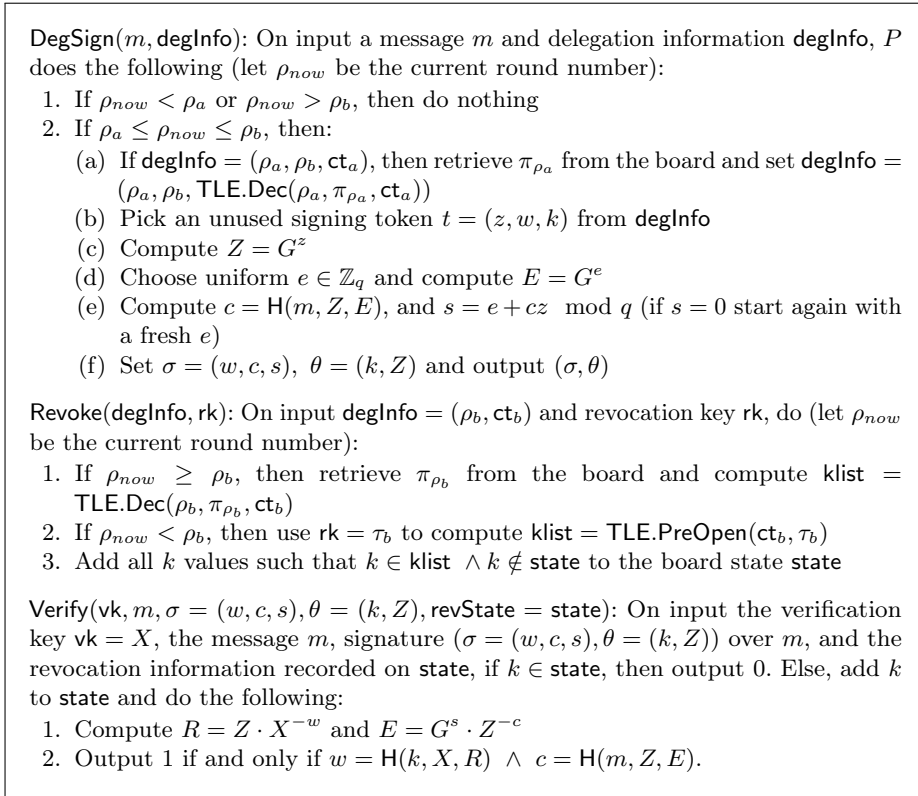 DegSign(m, degInfo): On input a message m and delegation information degInfo, P
does the following (let ρ_now be the current round number):
1. If ρ_now < ρ_a or ρ_now > ρ_b, then do nothing
2. If ρ_a ≤ ρ_now ≤ ρ_b, then:
(a) If degInfo = (ρ_a, ρ_b, ct_a), then retrieve π_{ρ_a} from the board and set degInfo =
(ρ_a, ρ_b, TLE.Dec(ρ_a, π_{ρ_a}, ct_a))
(b) Pick an unused signing token t = (z, w, k) from degInfo
(c) Compute Z = G^z
(d) Choose uniform e ∈ ℤ_q and compute E = G^e
(e) Compute c = H(m, Z, E), and s = e + cz mod q (if s = 0 start again with
a fresh e)
(f) Set σ = (w, c, s), θ = (k, Z) and output (σ, θ)
Revoke(degInfo, rk): On input degInfo = (ρ_b, ct_b) and revocation key rk, do (let ρ_now
be the current round number):
1. If ρ_now ≥ ρ_b, then retrieve π_{ρ_b} from the board and compute klist =
TLE.Dec(ρ_b, π_{ρ_b}, ct_b)
2. If ρ_now < ρ_b, then use rk = τ_b to compute klist = TLE.PreOpen(ct_b, τ_b)
3. Add all k values such that k ∈ klist ∧ k ∉ state to the board state state
Verify(vk, m, σ = (w, c, s), θ = (k, Z), revState = state): On input the verification
key vk = X, the message m, signature (σ = (w, c, s), θ = (k, Z)) over m, and the
revocation information recorded on state, if k ∈ state, then output 0. Else, add k
to state and do the following:
1. Compute R = Z · X^{−w} and E = G^s · Z^{−c}
2. Output 1 if and only if w = H(k, X, R) ∧ c = H(m, Z, E).